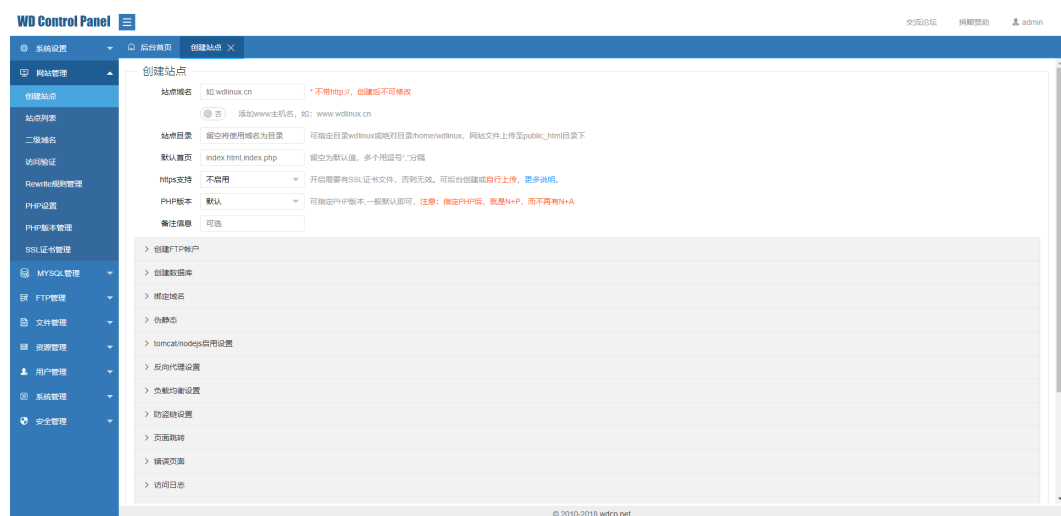 WD Control Panel
交流论坛 捐赠赞助 admin
系统设置
后台首页 创建站点
网站管理
创建站点
站点列表
二级域名
访问验证
Rewrite规则管理
PHP设置
PHP版本管理
SSL证书管理
MYSQL管理
FTP管理
文件管理
资源管理
用户管理
系统管理
安全管理
创建站点
站点域名 如:wdlinux.cn * 不带http://，创建后不可修改
否 添加www主机名，如：www.wdlinux.cn
站点目录 留空将使用域名为目录 可指定目录wdlinux或绝对目录/home/wdlinux，网站文件上传至public_html目录下
默认首页 index.html,index.php 留空为默认值，多个用逗号","分隔
https支持 不启用 开启需要有SSL证书文件，否则无效。可后台创建或自行上传，更多说明。
PHP版本 默认 可指定PHP版本,一般默认即可，注意：指定PHP后，就是N+P，而不再有N+A
备注信息 可选
创建FTP帐户
创建数据库
绑定域名
伪静态
tomcat/nodejs启用设置
反向代理设置
负载均衡设置
防盗链设置
页面跳转
错误页面
访问日志
© 2010-2018 wdcp.net